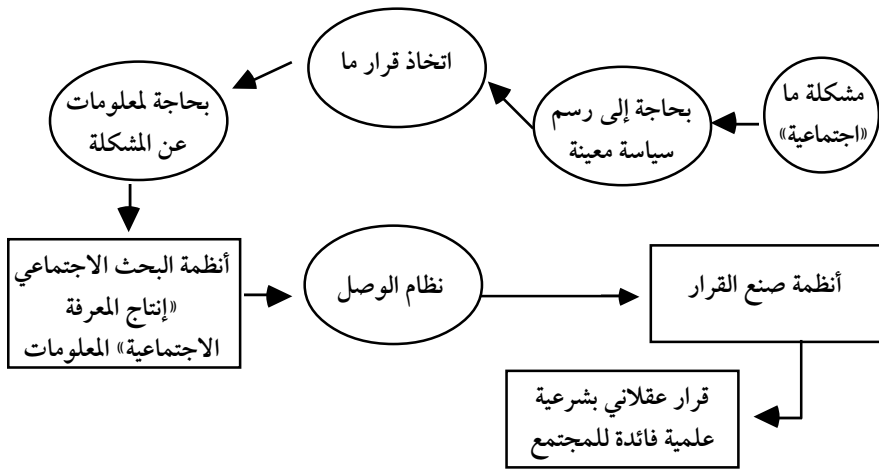 مشكلة ما
«اجتماعية»
بحاجة إلى رسم
سياسة معينة
اتخاذ قرار ما
بحاجة لمعلومات
عن المشكلة
أنظمة البحث الاجتماعي
«إنتاج المعرفة
الاجتماعية» المعلومات
نظام الوصل
أنظمة صنع القرار
قرار عقلاني بشرعية
علمية فائدة للمجتمع